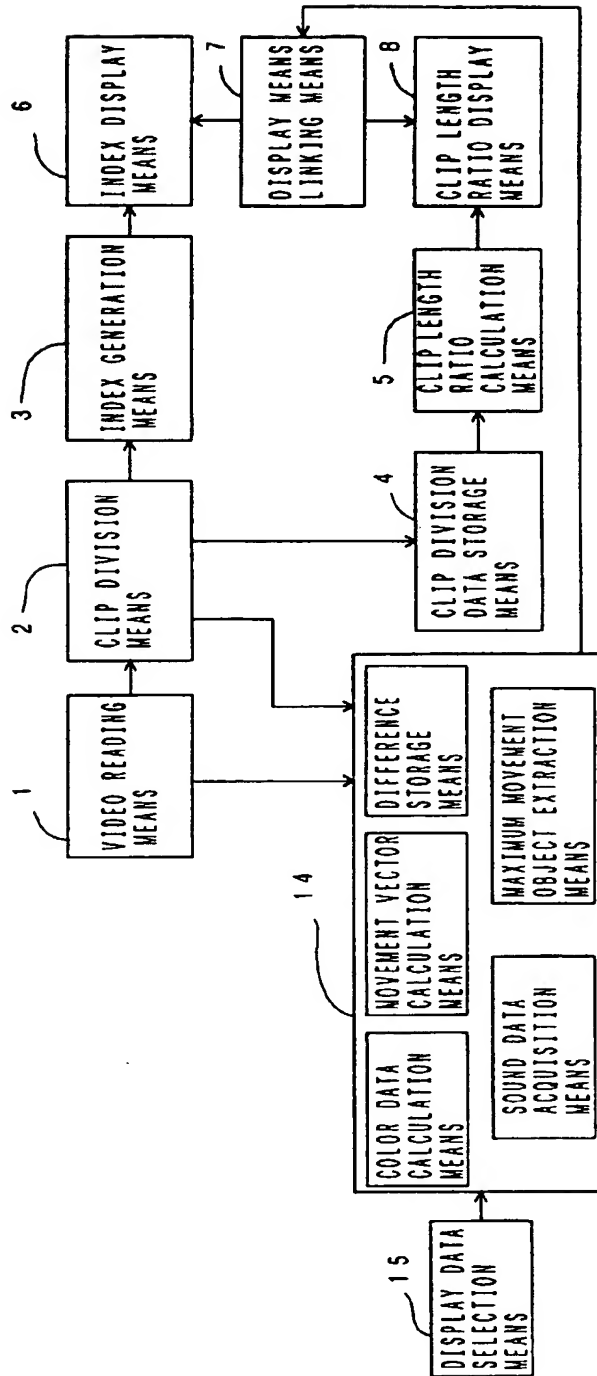 1
VIDEO READING
MEANS
2
CLIP DIVISION
MEANS
3
INDEX GENERATION
MEANS
6
INDEX DISPLAY
MEANS
7
DISPLAY MEANS
LINKING MEANS
8
CLIP LENGTH
RATIO DISPLAY
MEANS
5
CLIP LENGTH
RATIO
CALCULATION
MEANS
4
CLIP DIVISION
DATA STORAGE
MEANS
14
COLOR DATA
CALCULATION
MEANS
MOVEMENT VECTOR
CALCULATION
MEANS
DIFFERENCE
STORAGE
MEANS
SOUND DATA
ACQUISITION
MEANS
MAXIMUM MOVEMENT
OBJECT EXTRACTION
MEANS
15
DISPLAY DATA
SELECTION
MEANS